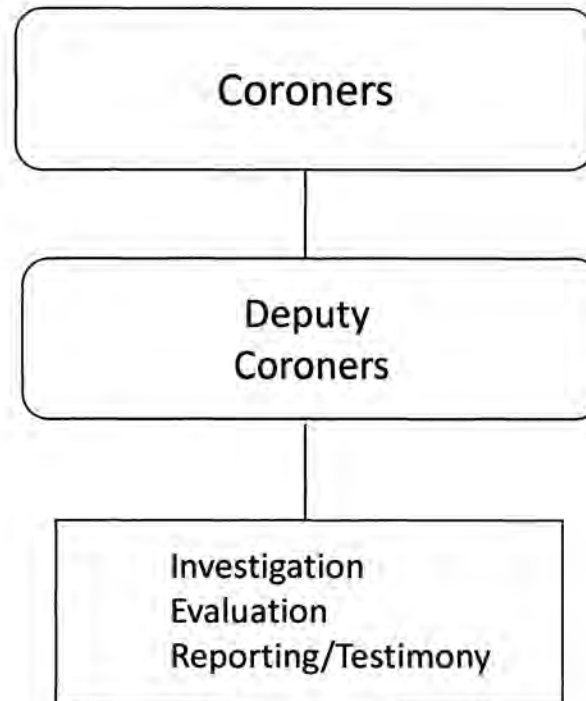 Coroners
Deputy
Coroners
Investigation
Evaluation
Reporting/Testimony